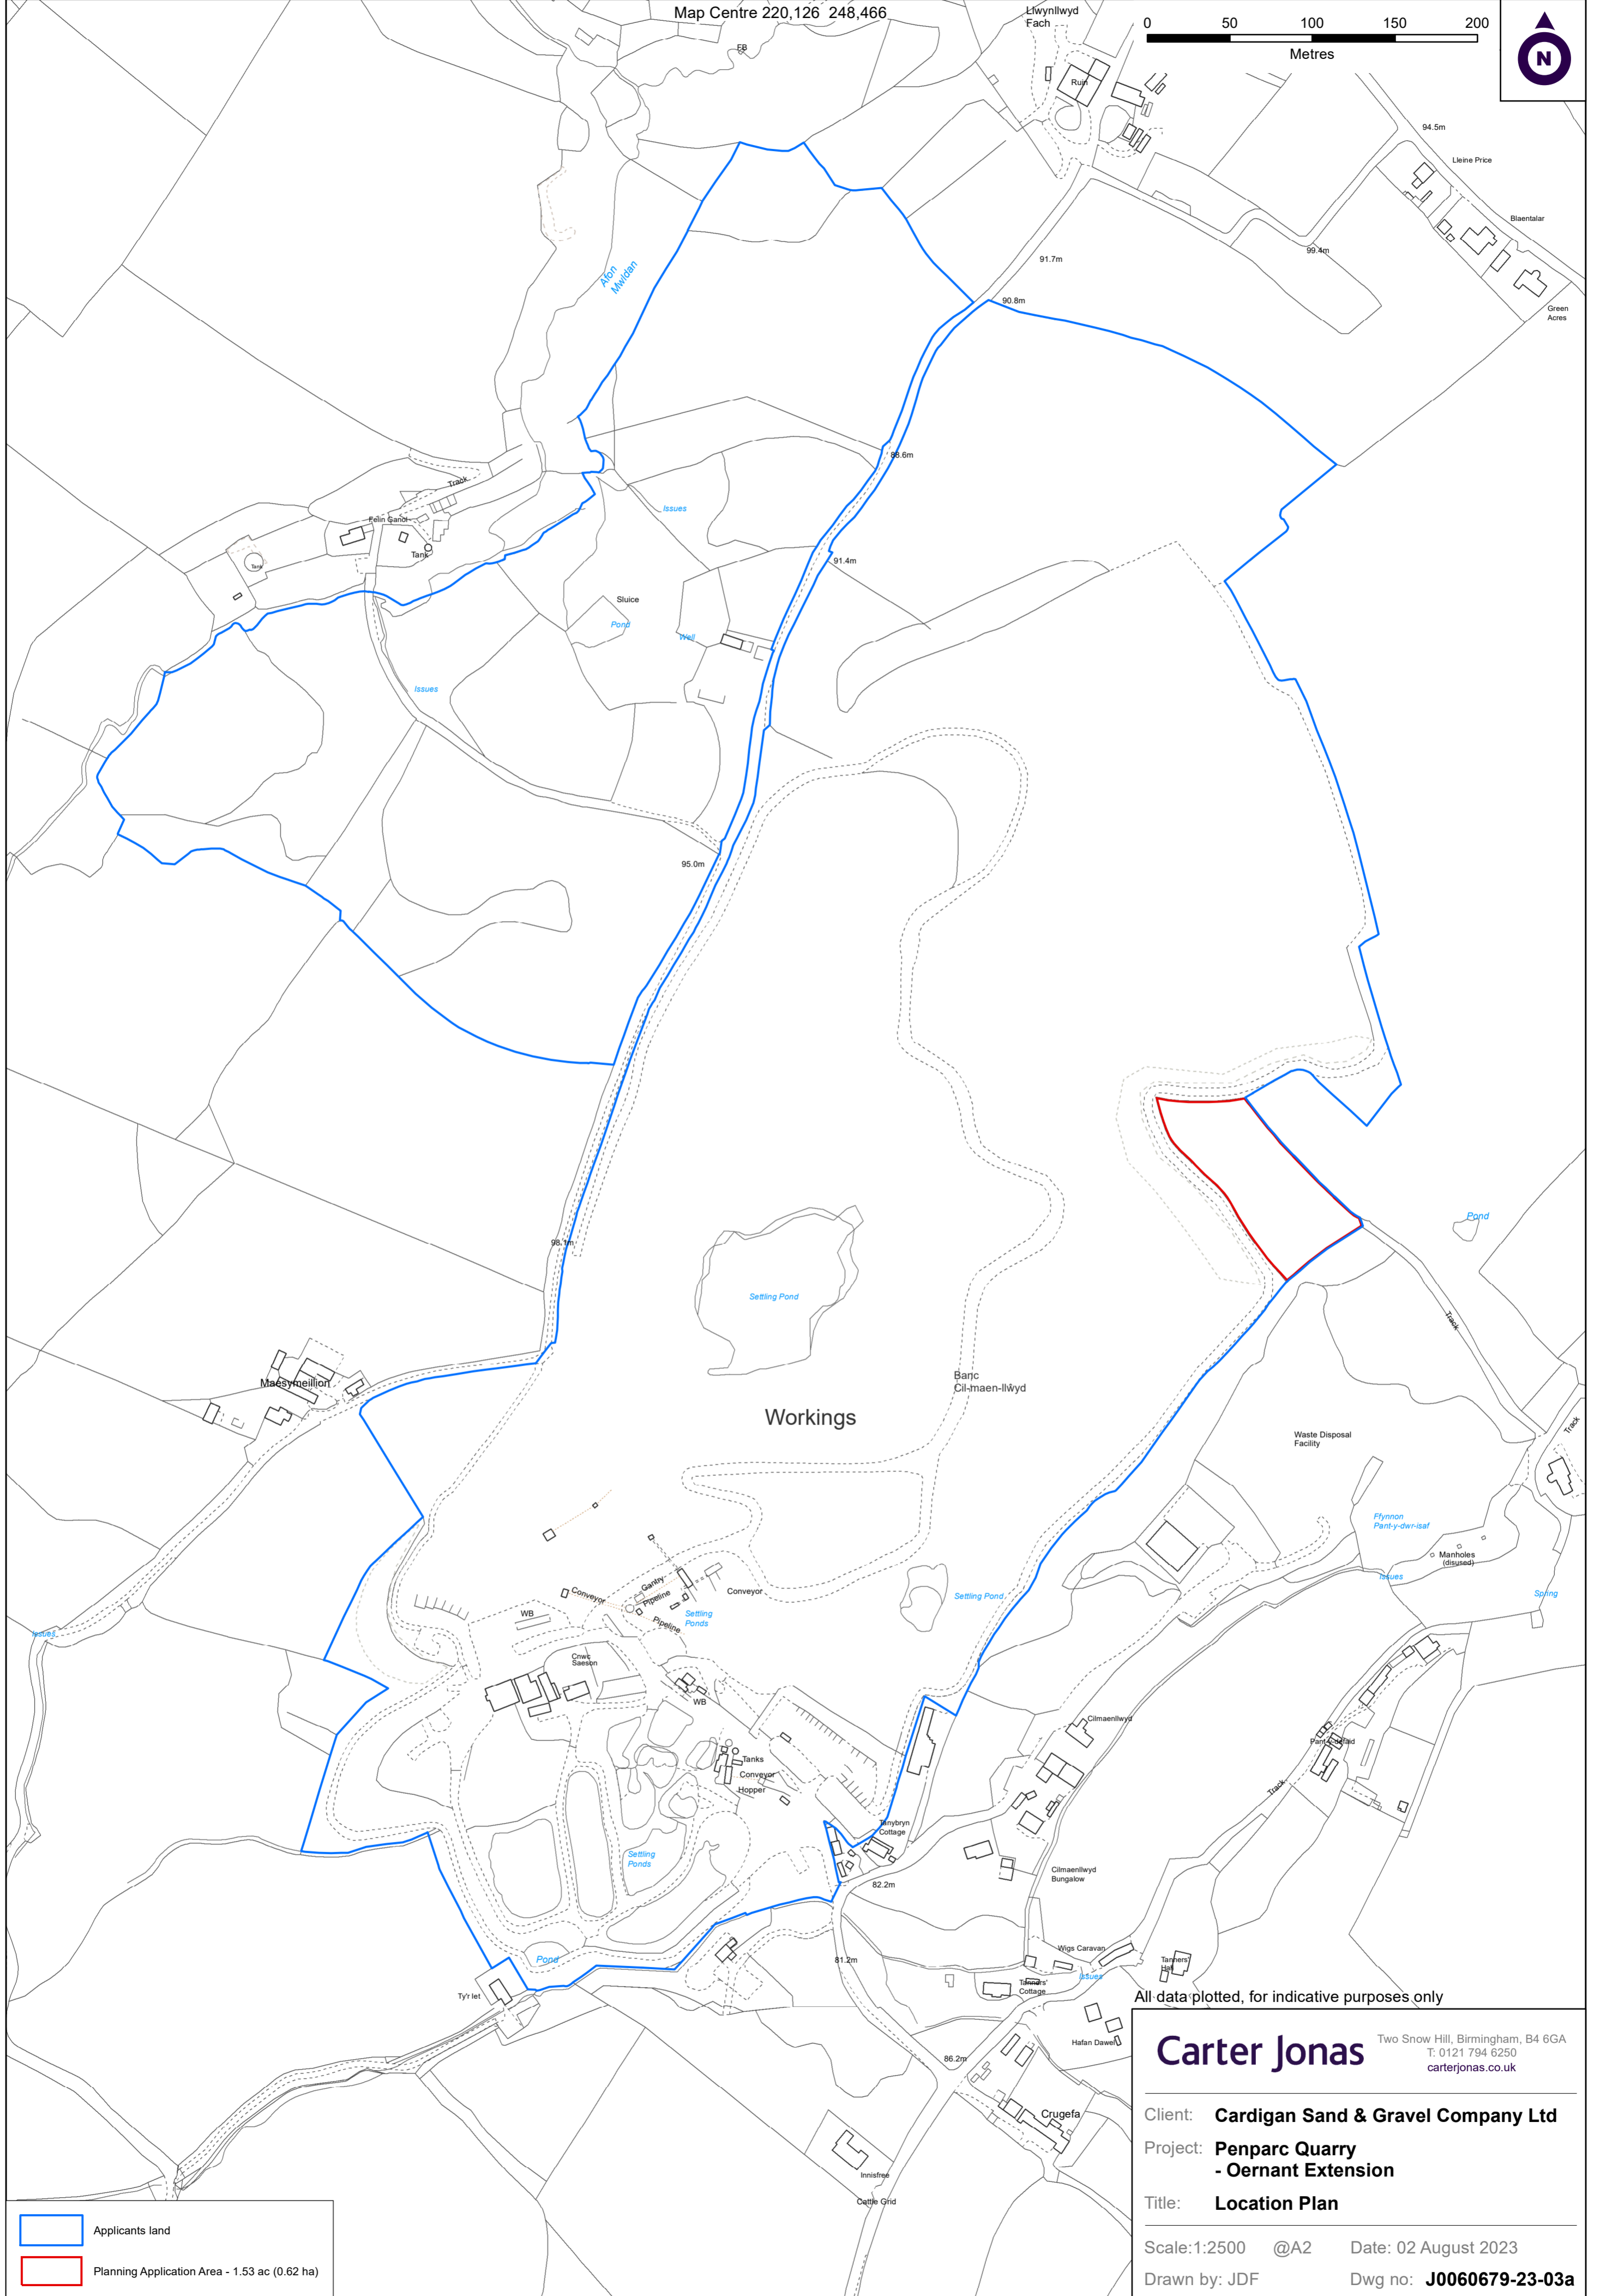 Map Centre 220,126 248,466
Llwynllwyd
Fach
0 50 100 150 200
Metres
N
FB
Ruin
94.5m
Lleine Price
Blaentalar
99.4m
91.7m
Afon
Mwldan
90.8m
Green
Acres
88.6m
Track
Issues
Felin Ganol
Tank
Tank
91.4m
Sluice
Pond
Well
Issues
95.0m
Pond
98.1m
Settling Pond
Track
Maesymeillion
Banc
Cil-maen-llŵyd
Workings
Track
Waste Disposal
Facility
Ffynnon
Pant-y-dwr-isaf
Manholes
(disused)
Issues
Gantry
Conveyor
Pipeline
Conveyor
Settling Pond
Spring
WB
Settling
Ponds
Pipeline
Issues
Cnwc
Saeson
WB
Cilmaenllwyd
Pant-y-defaid
Tanks
Conveyor
Hopper
Track
Tanybryn
Cottage
Settling
Ponds
Cilmaenllwyd
Bungalow
82.2m
Wigs Caravan
Pond
81.2m
Tanners'
Hall
Issues
Tanners'
Cottage
Ty'r let
All data plotted, for indicative purposes only
Hafan Dawel
86.2m
Crugefa
Innisfree
Cattle Grid
Carter Jonas
Two Snow Hill, Birmingham, B4 6GA
T: 0121 794 6250
carterjonas.co.uk
Client: Cardigan Sand & Gravel Company Ltd
Project: Penparc Quarry
- Oernant Extension
Title: Location Plan
Scale:1:2500 @A2 Date: 02 August 2023
Drawn by: JDF Dwg no: J0060679-23-03a
Applicants land
Planning Application Area - 1.53 ac (0.62 ha)